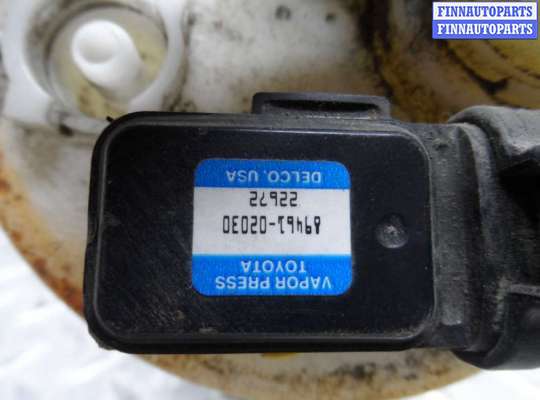 FINNAUTOPARTS
FINNAUTOPARTS
VAPOR PRESS
TOYOTA
89461-02030
22672
DELCO, USA